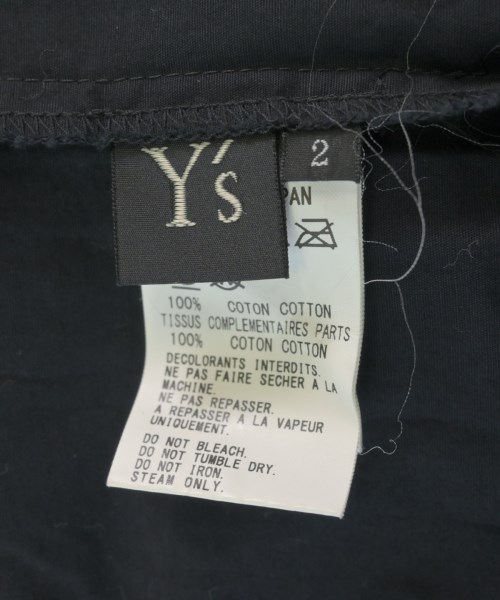 Y's
2
PAN
100% COTON COTTON
TISSUS COMPLEMENTAIRES PARTS
100% COTON COTTON
DECOLORANTS INTERDITS.
NE PAS FAIRE SECHER A LA
MACHINE.
NE PAS REPASSER.
A REPASSER A LA VAPEUR
UNIQUEMENT.
DO NOT BLEACH.
DO NOT TUMBLE DRY.
DO NOT IRON.
STEAM ONLY.